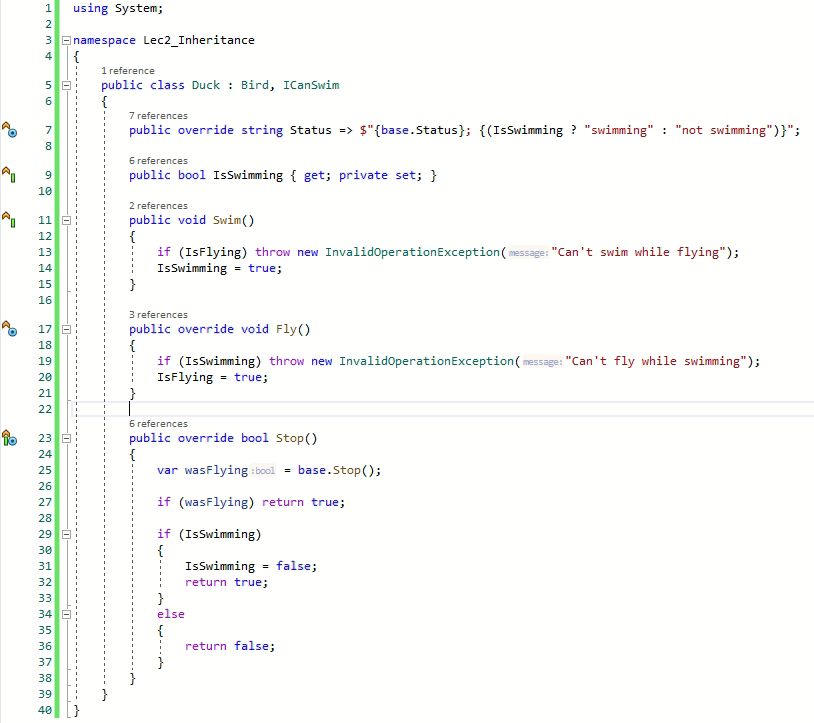 1 using System;
2
3 namespace Lec2_Inheritance
4 {
1 reference
5 public class Duck : Bird, ICanSwim
6 {
7 references
7 public override string Status => $"{base.Status}; {(IsSwimming ? "swimming" : "not swimming")}";
8
6 references
9 public bool IsSwimming { get; private set; }
10
2 references
11 public void Swim()
12 {
13 if (IsFlying) throw new InvalidOperationException(message: "Can't swim while flying");
14 IsSwimming = true;
15 }
16
3 references
17 public override void Fly()
18 {
19 if (IsSwimming) throw new InvalidOperationException(message: "Can't fly while swimming");
20 IsFlying = true;
21 }
22
6 references
23 public override bool Stop()
24 {
25 var wasFlying :bool = base.Stop();
26
27 if (wasFlying) return true;
28
29 if (IsSwimming)
30 {
31 IsSwimming = false;
32 return true;
33 }
34 else
35 {
36 return false;
37 }
38 }
39 }
40 }